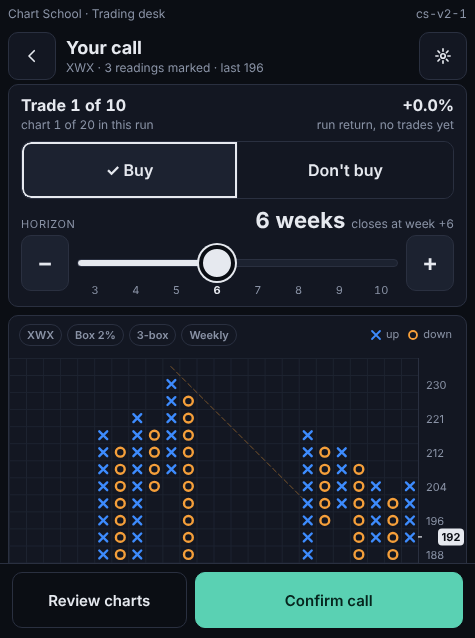 Chart School · Trading desk
cs-v2-1
Your call
XWX · 3 readings marked · last 196
Trade 1 of 10
+0.0%
chart 1 of 20 in this run
run return, no trades yet
✓ Buy
Don't buy
HORIZON
6 weeks closes at week +6
− +
3 4 5 6 7 8 9 10
XWX Box 2% 3-box Weekly
× up ○ down
230
221
212
204
196
192
188
Review charts
Confirm call